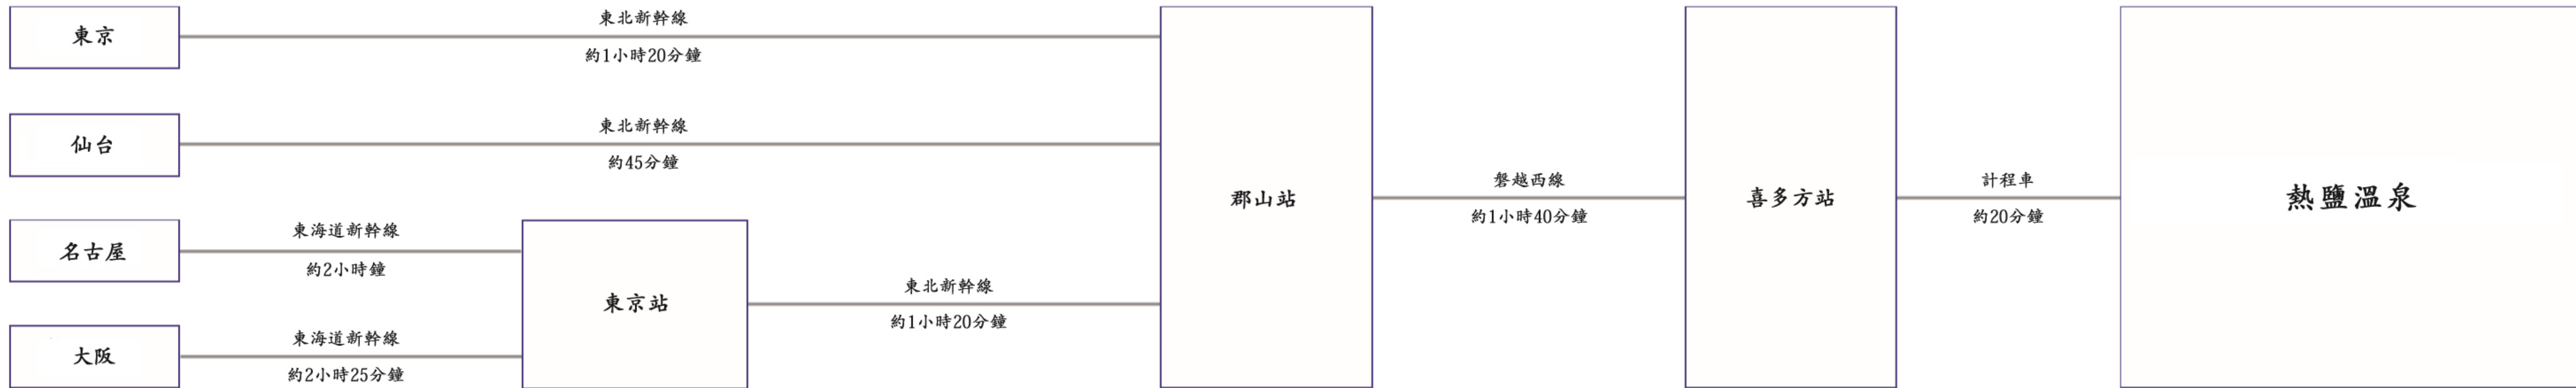 東京
東北新幹線
約1小時20分鐘
仙台
東北新幹線
約45分鐘
名古屋
東海道新幹線
約2小時鐘
大阪
東海道新幹線
約2小時25分鐘
東京站
東北新幹線
約1小時20分鐘
郡山站
磐越西線
約1小時40分鐘
喜多方站
計程車
約20分鐘
熱鹽溫泉